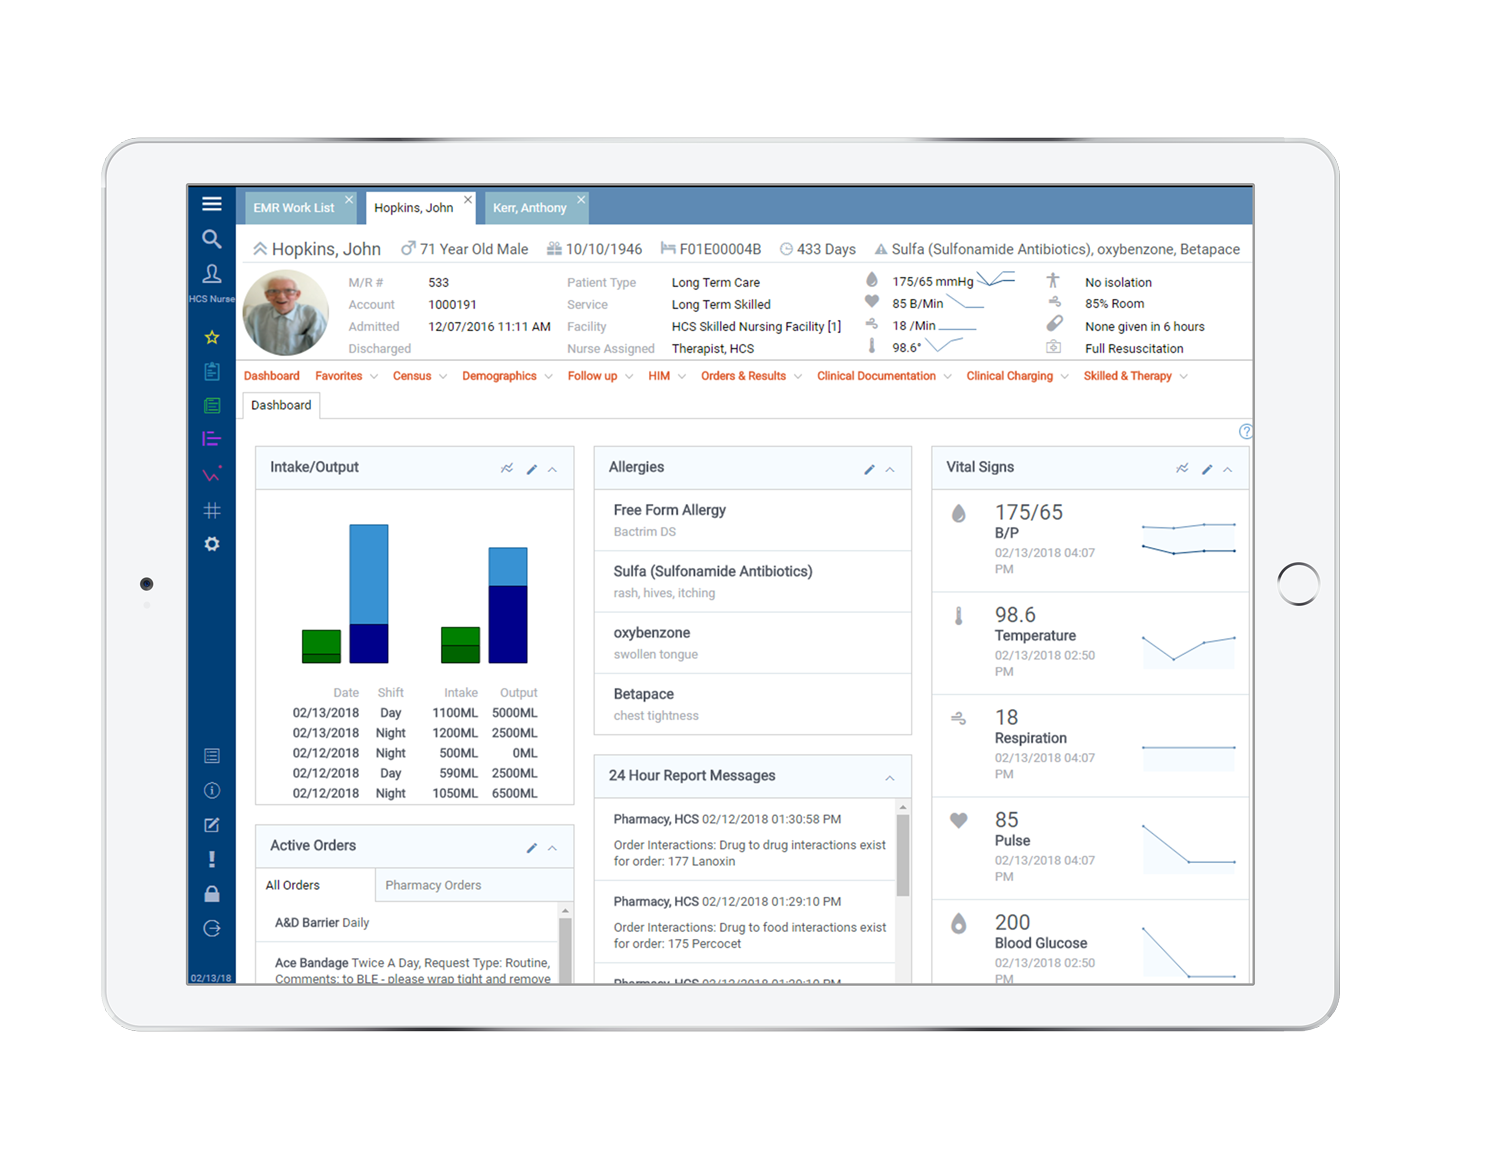 EMR Work List
Hopkins, John
Kerr, Anthony
HCS Nurse
Hopkins, John 71 Year Old Male 10/10/1946 F01E00004B 433 Days Sulfa (Sulfonamide Antibiotics), oxybenzone, Betapace
M/R # 533 Patient Type Long Term Care 175/65 mmHg No isolation
Account 1000191 Service Long Term Skilled 85 B/Min 85% Room
Admitted 12/07/2016 11:11 AM Facility HCS Skilled Nursing Facility [1] 18 /Min None given in 6 hours
Discharged Nurse Assigned Therapist, HCS 98.6° Full Resuscitation
Dashboard Favorites Census Demographics Follow up HIM Orders & Results Clinical Documentation Clinical Charging Skilled & Therapy
Dashboard
Intake/Output
Date Shift Intake Output
02/13/2018 Day 1100ML 5000ML
02/13/2018 Night 1200ML 2500ML
02/12/2018 Night 500ML 0ML
02/12/2018 Day 590ML 2500ML
02/12/2018 Night 1050ML 6500ML
Active Orders
All Orders Pharmacy Orders
A&D Barrier Daily
Ace Bandage Twice A Day, Request Type: Routine,
Comments: to BLE - please wrap tight and remove
Allergies
Free Form Allergy
Bactrim DS
Sulfa (Sulfonamide Antibiotics)
rash, hives, itching
oxybenzone
swollen tongue
Betapace
chest tightness
24 Hour Report Messages
Pharmacy, HCS 02/12/2018 01:30:58 PM
Order Interactions: Drug to drug interactions exist
for order: 177 Lanoxin
Pharmacy, HCS 02/12/2018 01:29:10 PM
Order Interactions: Drug to food interactions exist
for order: 175 Percocet
Pharmacy, HCS 02/12/2018 01:29:10 PM
Vital Signs
175/65
B/P
02/13/2018 04:07
PM
98.6
Temperature
02/13/2018 02:50
PM
18
Respiration
02/13/2018 04:07
PM
85
Pulse
02/13/2018 04:07
PM
200
Blood Glucose
02/13/2018 02:50
PM
02/13/18